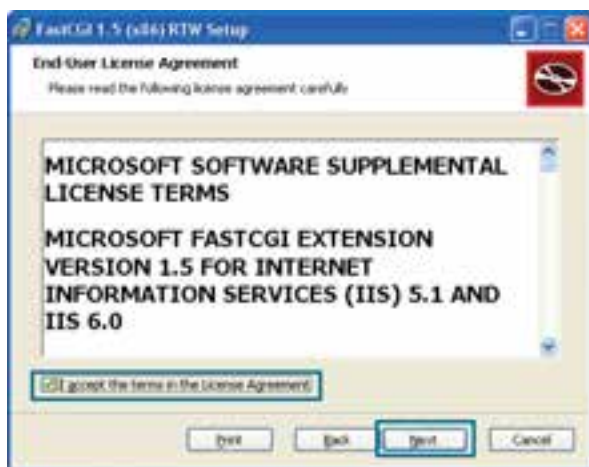 FastCGI 1.5 (x86) RTW Setup
End-User License Agreement
Please read the following license agreement carefully
MICROSOFT SOFTWARE SUPPLEMENTAL
LICENSE TERMS
MICROSOFT FASTCGI EXTENSION
VERSION 1.5 FOR INTERNET
INFORMATION SERVICES (IIS) 5.1 AND
IIS 6.0
I accept the terms in the License Agreement
Print Back Next Cancel